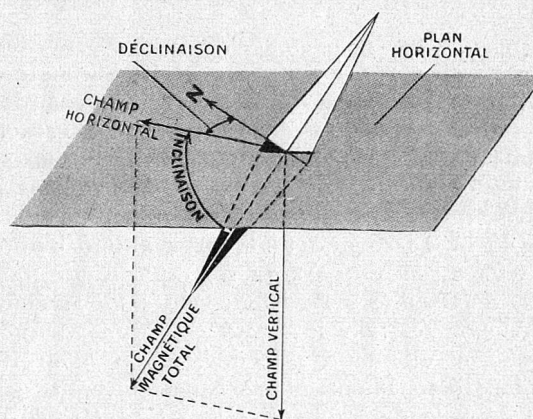 DÉCLINAISON
PLAN
HORIZONTAL
N
CHAMP
HORIZONTAL
INCLINAISON
CHAMP
MAGNÉTIQUE
TOTAL
CHAMP VERTICAL